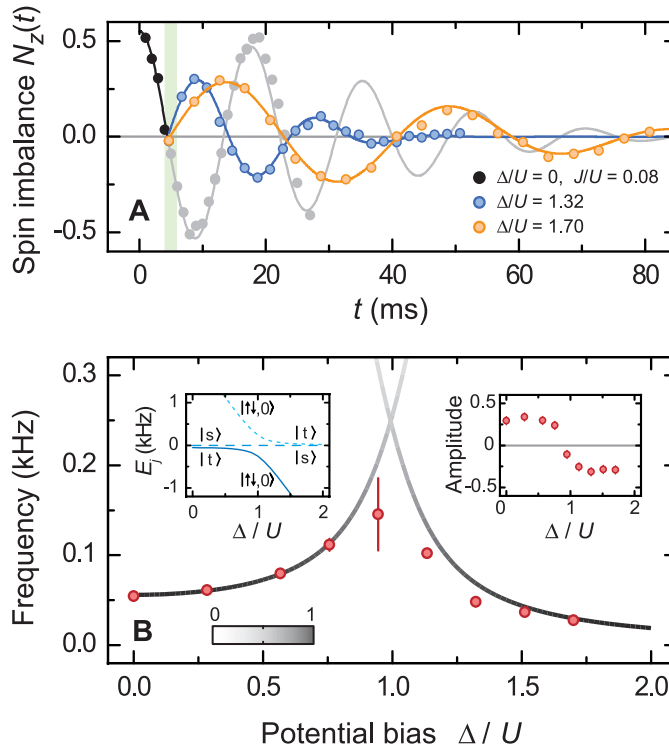 Spin imbalance N_z(t)
0.5
0.0
-0.5
A
Δ/U = 0, J/U = 0.08
Δ/U = 1.32
Δ/U = 1.70
0 20 40 60 80
t (ms)
Frequency (kHz)
0.3
0.2
0.1
0.0
E_j (kHz)
1
0
-1
|↑↓,0⟩
|s⟩ |t⟩
|t⟩ |s⟩
|↑↓,0⟩
0 1 2
Δ / U
Amplitude
0.5
0
-0.5
0 1 2
Δ / U
B
0 1
0.0 0.5 1.0 1.5 2.0
Potential bias Δ / U